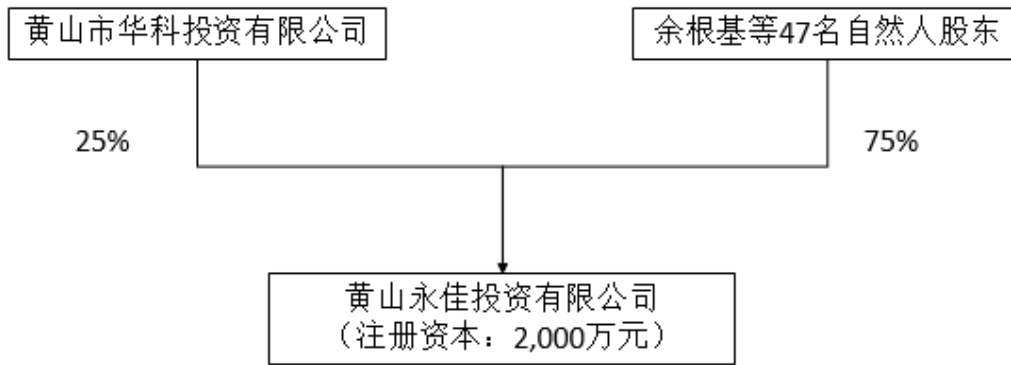 黄山市华科投资有限公司
余根基等47名自然人股东
25%
75%
黄山永佳投资有限公司
（注册资本：2,000万元）